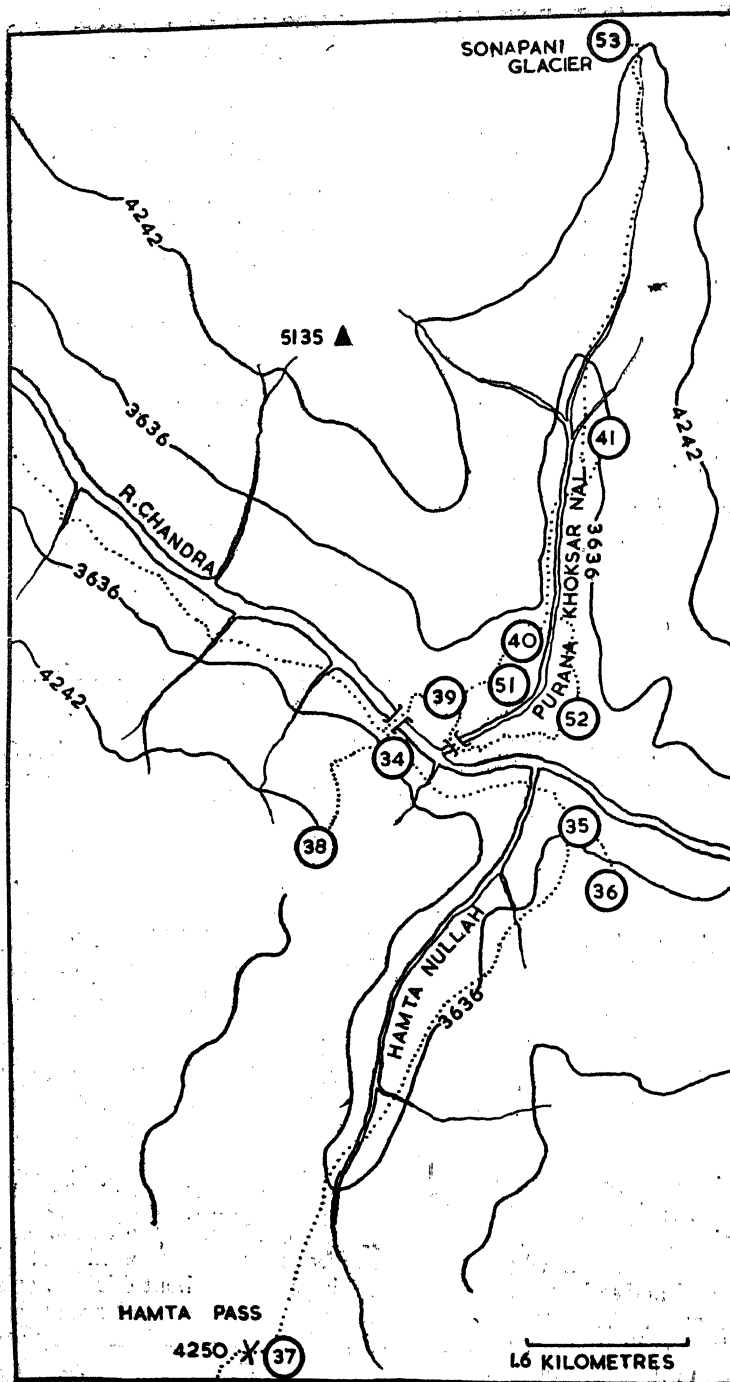 SONAPANI
GLACIER
53
4242
5135
3636
4242
41
R.CHANDRA
PURANA KHOKSAR NAL
3636
3636
40
51
39
52
4242
34
35
38
36
HAMTA NULLAH
3636
HAMTA PASS
4250
37
1.6 KILOMETRES